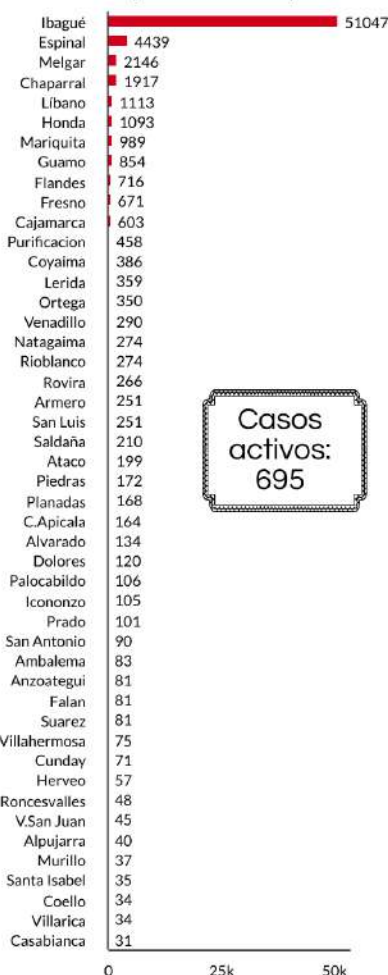 Ibagué 51047
Espinal 4439
Melgar 2146
Chaparral 1917
Líbano 1113
Honda 1093
Mariquita 989
Guamo 854
Flandes 716
Fresno 671
Cajamarca 603
Purificacion 458
Coyaima 386
Lerida 359
Ortega 350
Venadillo 290
Natagaima 274
Rioblanco 274
Rovira 266
Armero 251
San Luis 251
Saldaña 210
Ataco 199
Piedras 172
Planadas 168
C.Apicala 164
Alvarado 134
Dolores 120
Palocabildo 106
Icononzo 105
Prado 101
San Antonio 90
Ambalema 83
Anzoategui 81
Falan 81
Suarez 81
Villahermosa 75
Cunday 71
Herveo 57
Roncesvalles 48
V.San Juan 45
Alpujarra 40
Murillo 37
Santa Isabel 35
Coello 34
Villarica 34
Casabianca 31
0 25k 50k
Casos
activos:
695